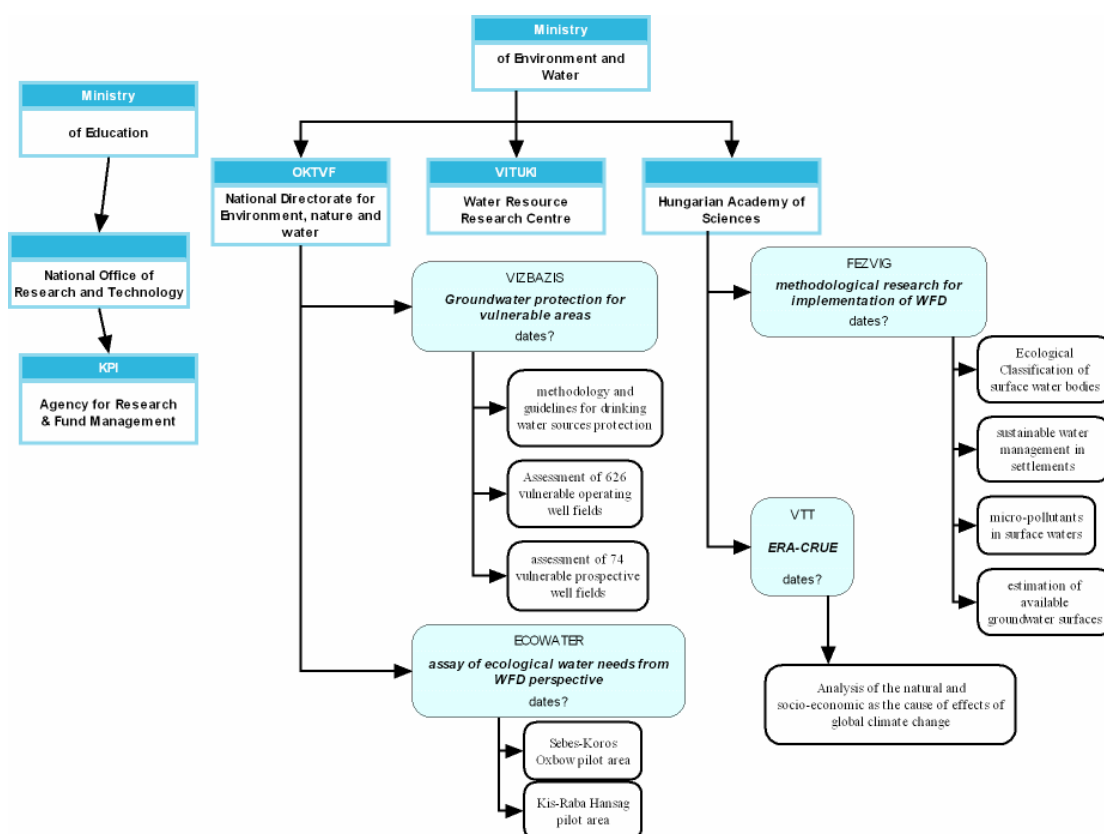 Ministry
of Environment and
Water
Ministry
of Education
OKTVF
National Directorate for
Environment, nature and
water
VITUKI
Water Resource
Research Centre
Hungarian Academy of
Sciences
National Office of
Research and Technology
KPI
Agency for Research
& Fund Management
VIZBAZIS
Groundwater protection for
vulnerable areas
dates?
methodology and
guidelines for drinking
water sources protection
Assessment of 626
vulnerable operating
well fields
assessment of 74
vulnerable prospective
well fields
ECOWATER
assay of ecological water needs from
WFD perspective
dates?
Sebes-Koros
Oxbow pilot area
Kis-Raba Hansag
pilot area
FEZVIG
methodological research for
implementation of WFD
dates?
Ecological
Classification of
surface water bodies
sustainable water
management in
settlements
micro-pollutants
in surface waters
estimation of
available
groundwater surfaces
VTT
ERA-CRUE
dates?
Analysis of the natural and
socio-economic as the cause of effects of
global climate change